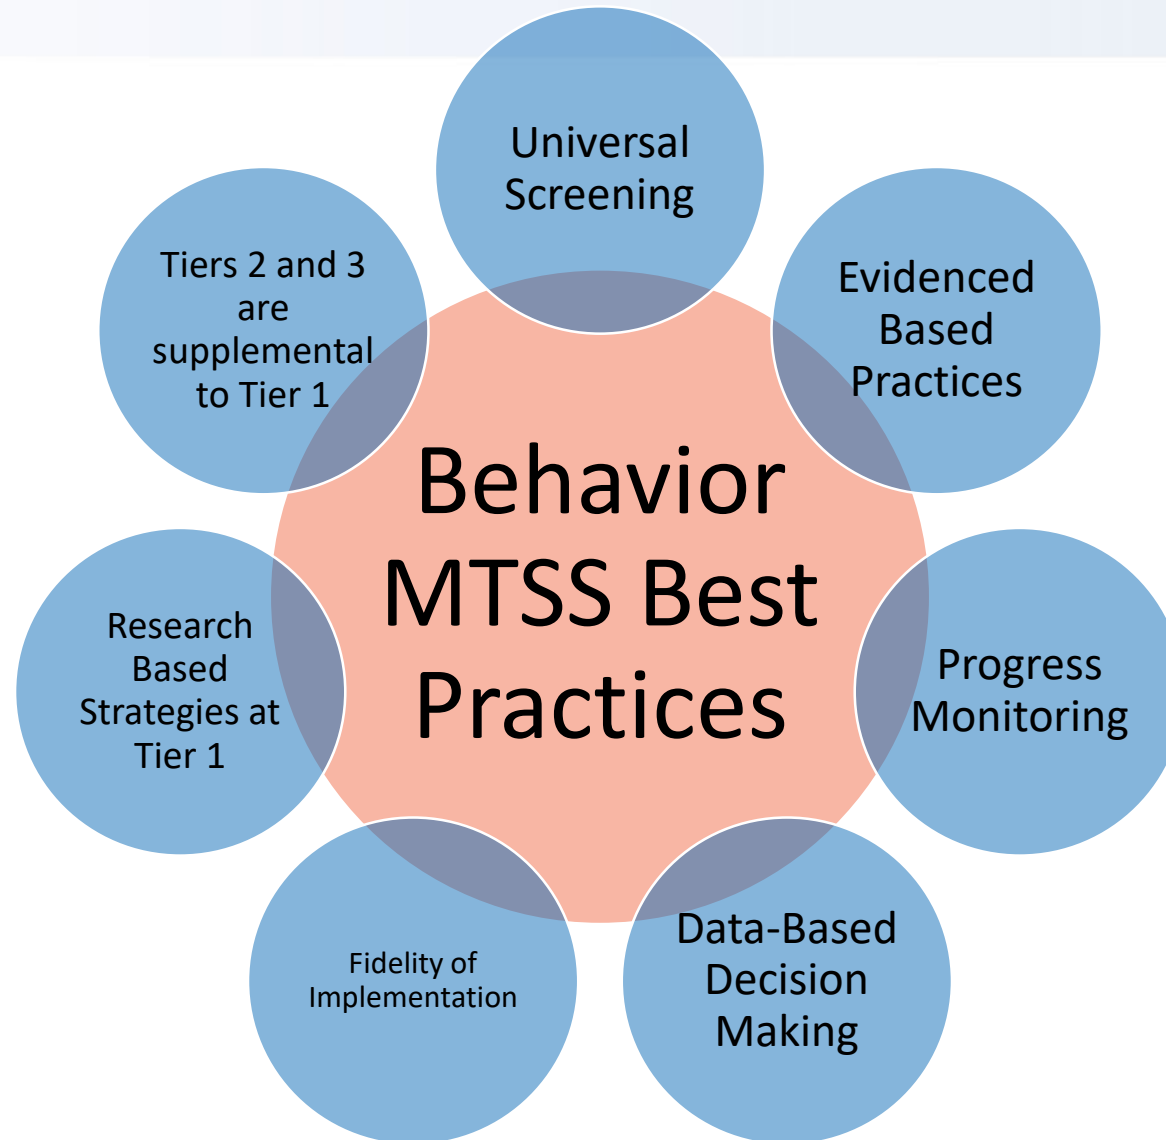 Universal
Screening
Evidenced
Based
Practices
Progress
Monitoring
Data-Based
Decision
Making
Fidelity of
Implementation
Research
Based
Strategies at
Tier 1
Tiers 2 and 3
are
supplemental
to Tier 1
Behavior
MTSS Best
Practices